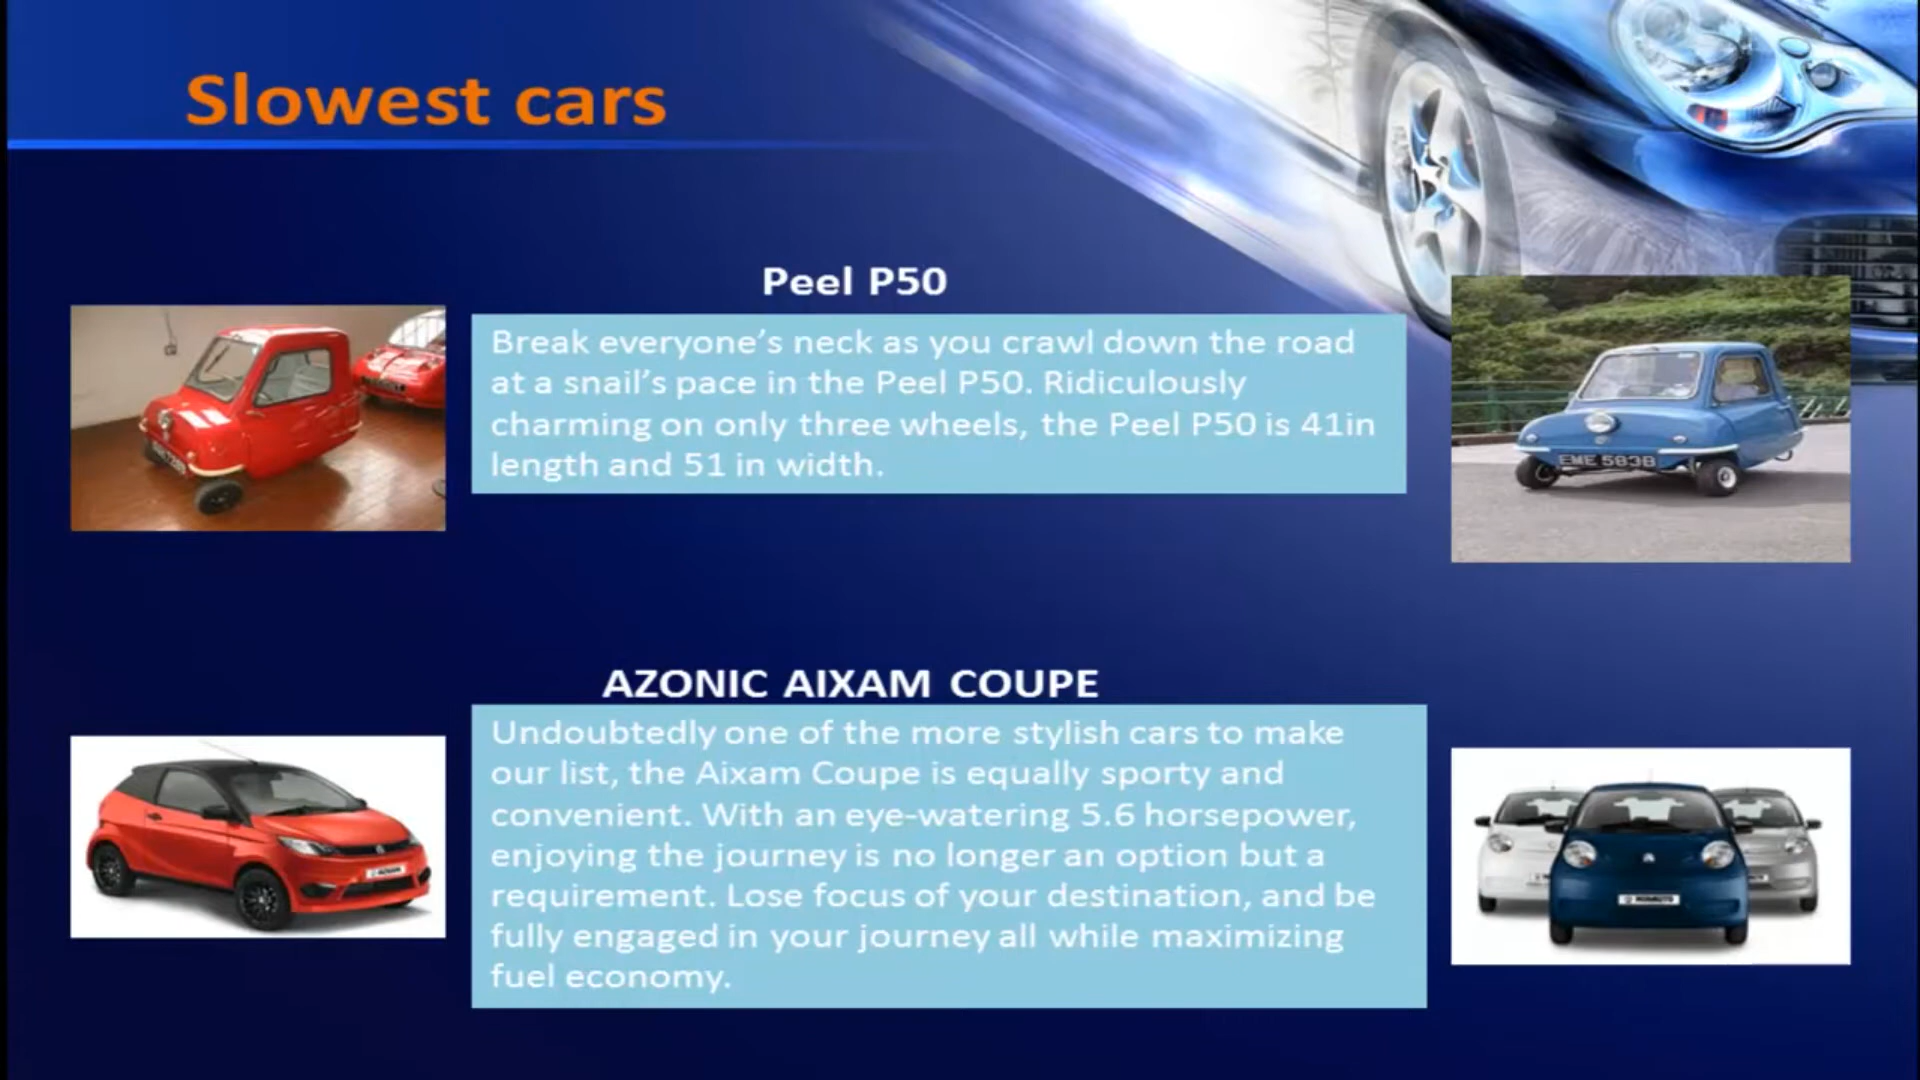 Slowest cars
Peel P50
Break everyone’s neck as you crawl down the road
at a snail’s pace in the Peel P50. Ridiculously
charming on only three wheels, the Peel P50 is 41in
length and 51 in width.
EME 583B
AZONIC AIXAM COUPE
Undoubtedly one of the more stylish cars to make
our list, the Aixam Coupe is equally sporty and
convenient. With an eye-watering 5.6 horsepower,
enjoying the journey is no longer an option but a
requirement. Lose focus of your destination, and be
fully engaged in your journey all while maximizing
fuel economy.